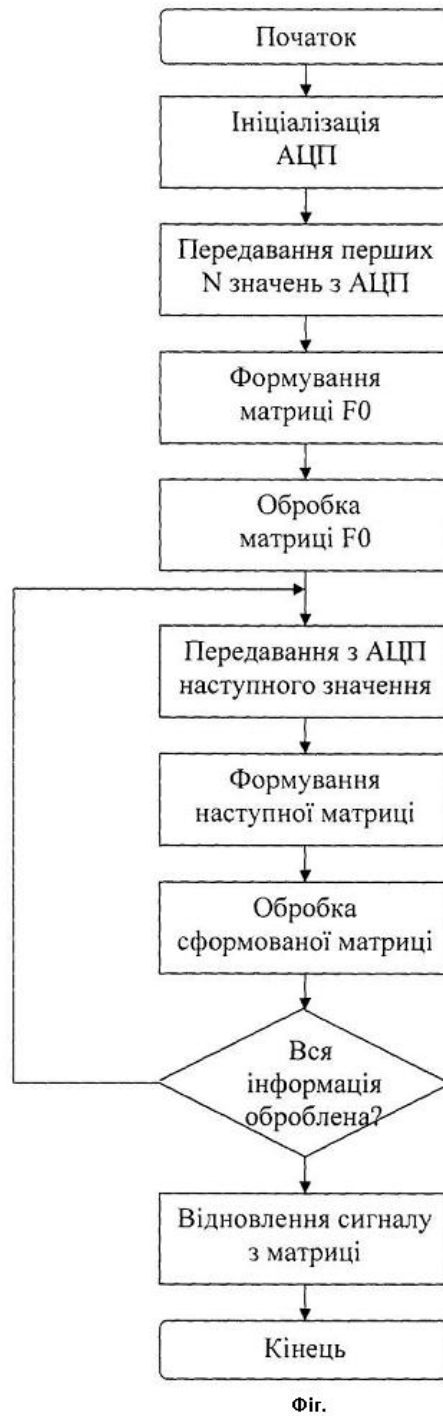 Початок
Ініціалізація
АЦП
Передавання перших
N значень з АЦП
Формування
матриці F0
Обробка
матриці F0
Передавання з АЦП
наступного значення
Формування
наступної матриці
Обробка
сформованої матриці
Вся
інформація
оброблена?
Відновлення сигналу
з матриці
Кінець
Фіг.